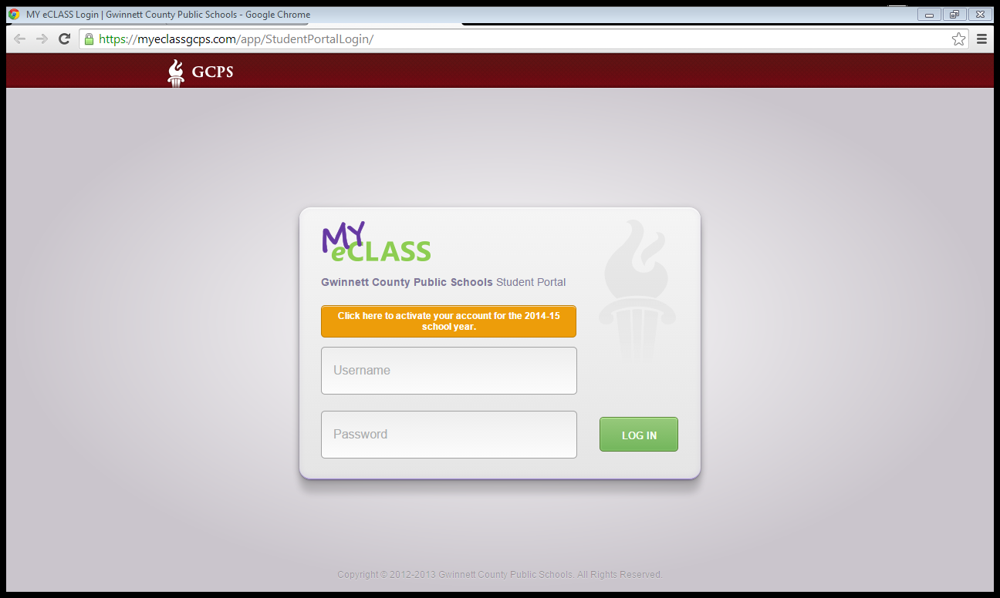 MY eCLASS Login | Gwinnett County Public Schools - Google Chrome
https://myeclassgcps.com/app/StudentPortalLogin/
GCPS
MY
eCLASS
Gwinnett County Public Schools Student Portal
Click here to activate your account for the 2014-15
school year.
Username
Password
LOG IN
Copyright © 2012-2013 Gwinnett County Public Schools. All Rights Reserved.